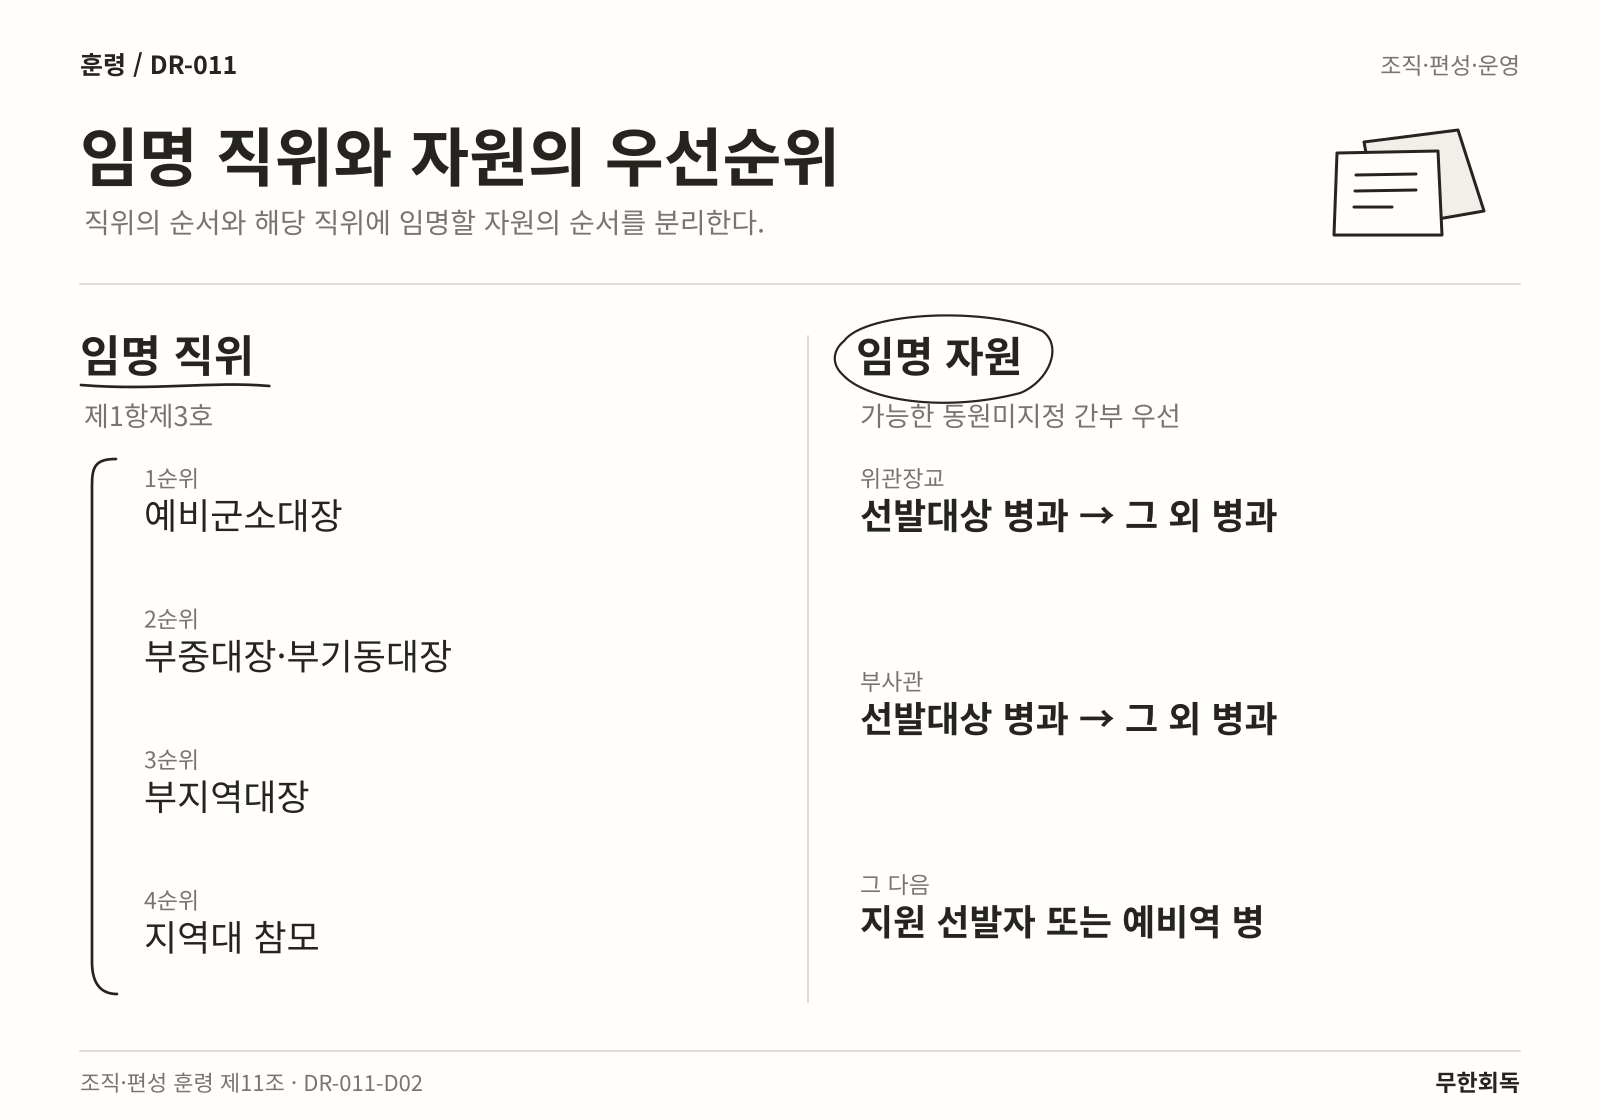 훈령 / DR-011
조직·편성·운영
임명 직위와 자원의 우선순위
직위의 순서와 해당 직위에 임명할 자원의 순서를 분리한다.
임명 직위
제1항제3호
1순위
예비군소대장
2순위
부중대장·부기동대장
3순위
부지역대장
4순위
지역대 참모
임명 자원
가능한 동원미지정 간부 우선
위관장교
선발대상 병과 → 그 외 병과
부사관
선발대상 병과 → 그 외 병과
그 다음
지원 선발자 또는 예비역 병
조직·편성 훈령 제11조 · DR-011-D02
무한회독